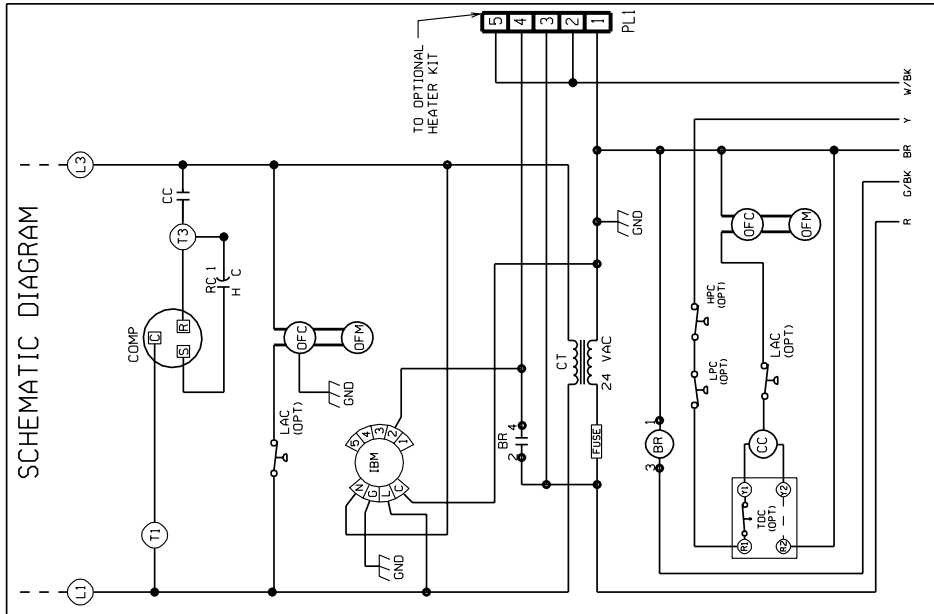 SCHEMATIC DIAGRAM
L1
L3
T1
COMP
C
S
R
T3
CC
RC 1
H
C
LAC
(OPT)
OFC
OFM
GND
IBM
N
G
L
C
5
4
3
2
1
GND
TO OPTIONAL
HEATER KIT
5
4
3
2
1
PL1
BR
2
4
CT
24 VAC
FUSE
GND
3
BR
1
LPC
(OPT)
HPC
(OPT)
TDC
(OPT)
R1
Y1
R2
Y2
CC
LAC
(OPT)
OFC
OFM
W/BK
Y
BR
G/BK
R